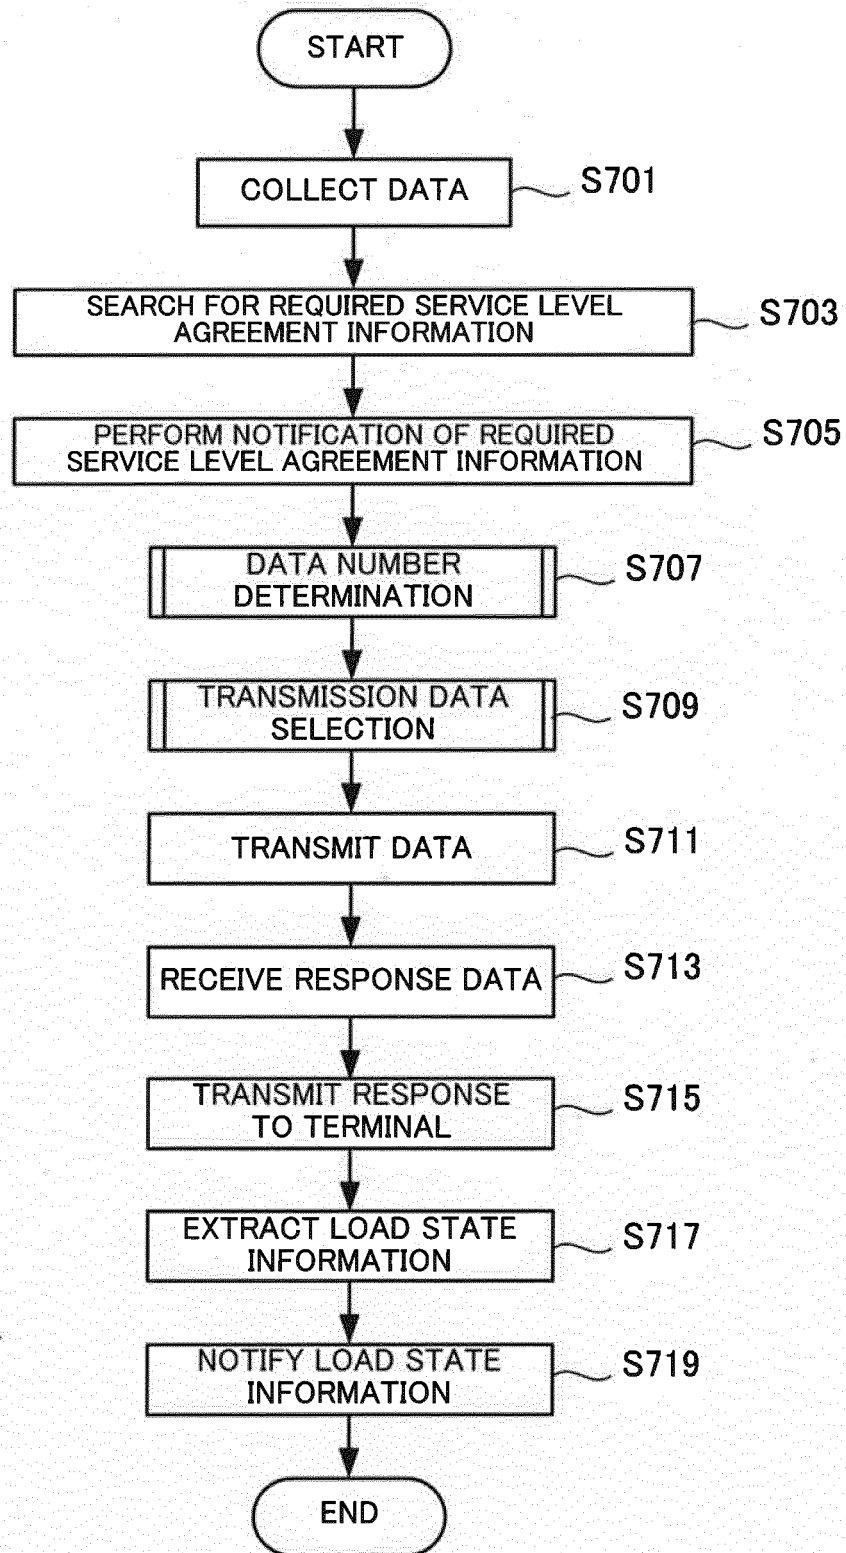 START
COLLECT DATA
S701
SEARCH FOR REQUIRED SERVICE LEVEL
AGREEMENT INFORMATION
S703
PERFORM NOTIFICATION OF REQUIRED
SERVICE LEVEL AGREEMENT INFORMATION
S705
DATA NUMBER
DETERMINATION
S707
TRANSMISSION DATA
SELECTION
S709
TRANSMIT DATA
S711
RECEIVE RESPONSE DATA
S713
TRANSMIT RESPONSE
TO TERMINAL
S715
EXTRACT LOAD STATE
INFORMATION
S717
NOTIFY LOAD STATE
INFORMATION
S719
END